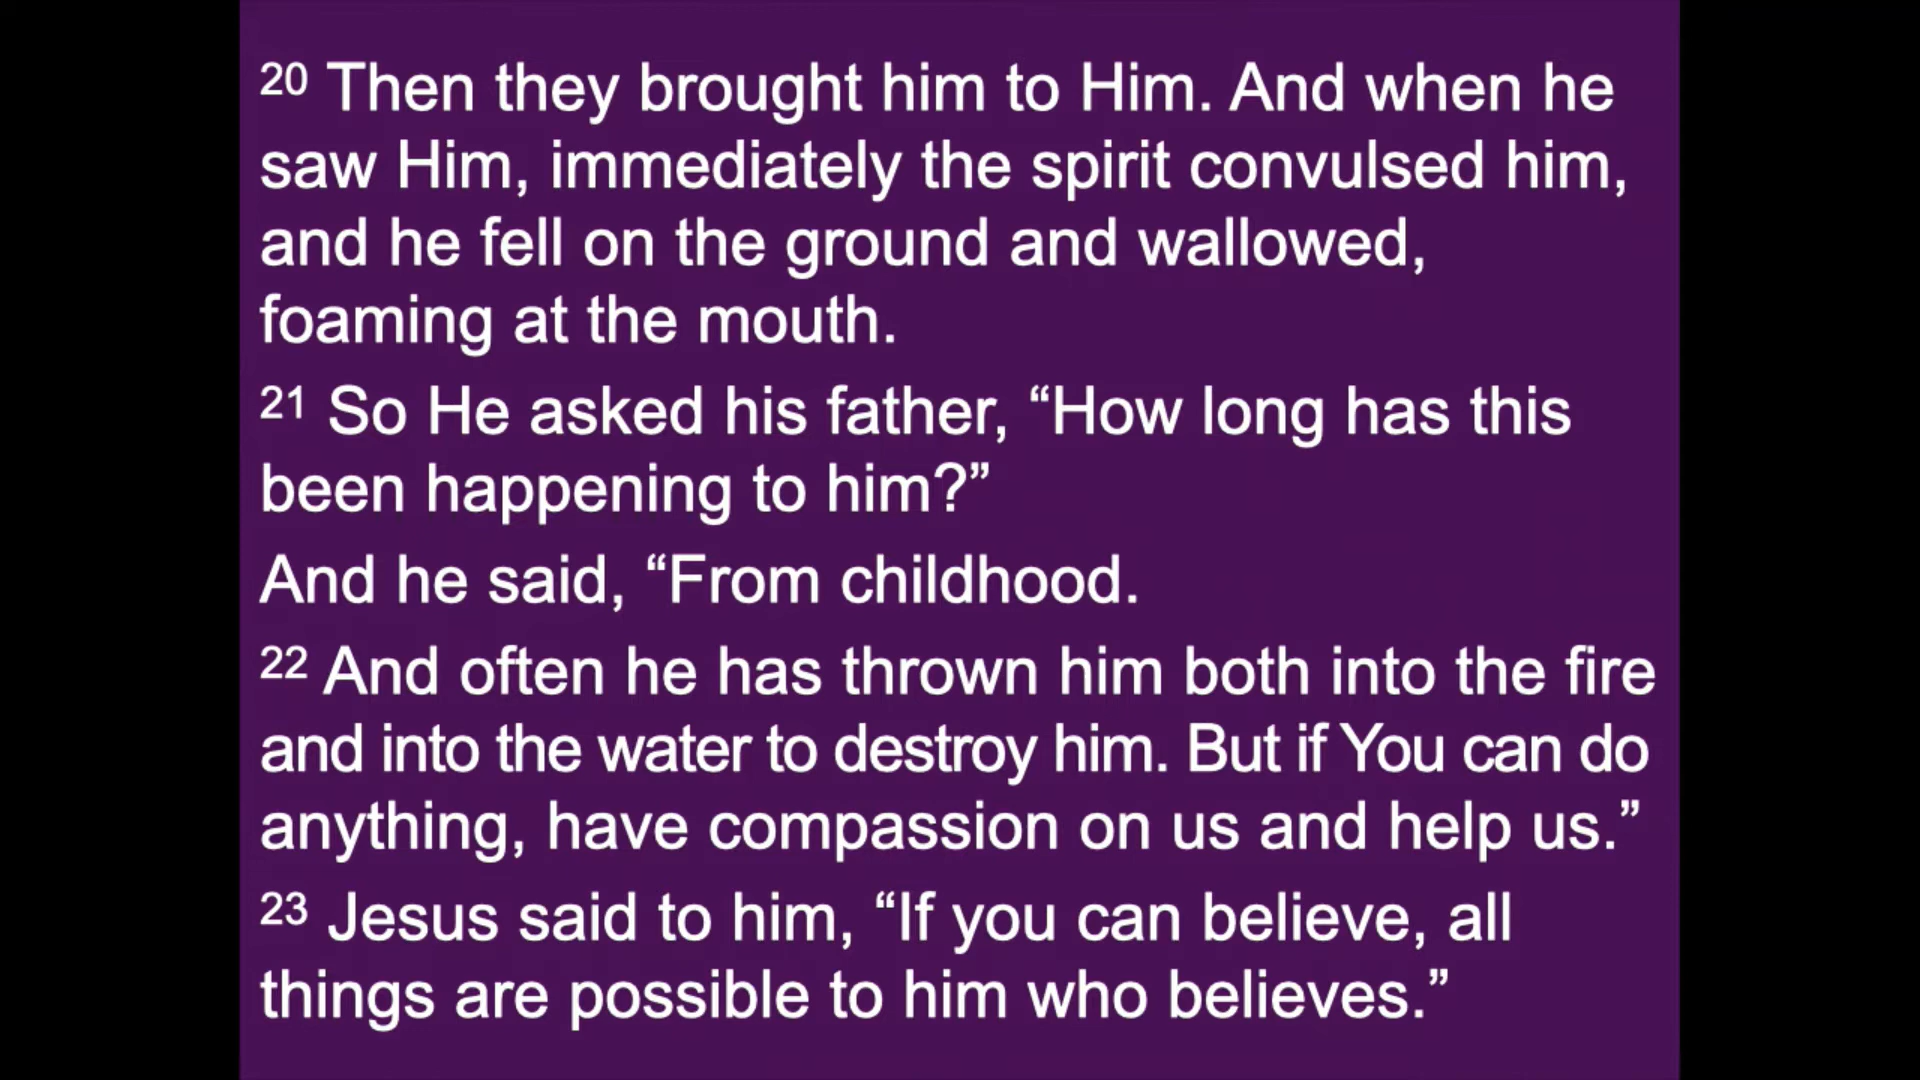 20 Then they brought him to Him. And when he
saw Him, immediately the spirit convulsed him,
and he fell on the ground and wallowed,
foaming at the mouth.
21 So He asked his father, “How long has this
been happening to him?”
And he said, “From childhood.
22 And often he has thrown him both into the fire
and into the water to destroy him. But if You can do
anything, have compassion on us and help us.”
23 Jesus said to him, “If you can believe, all
things are possible to him who believes.”